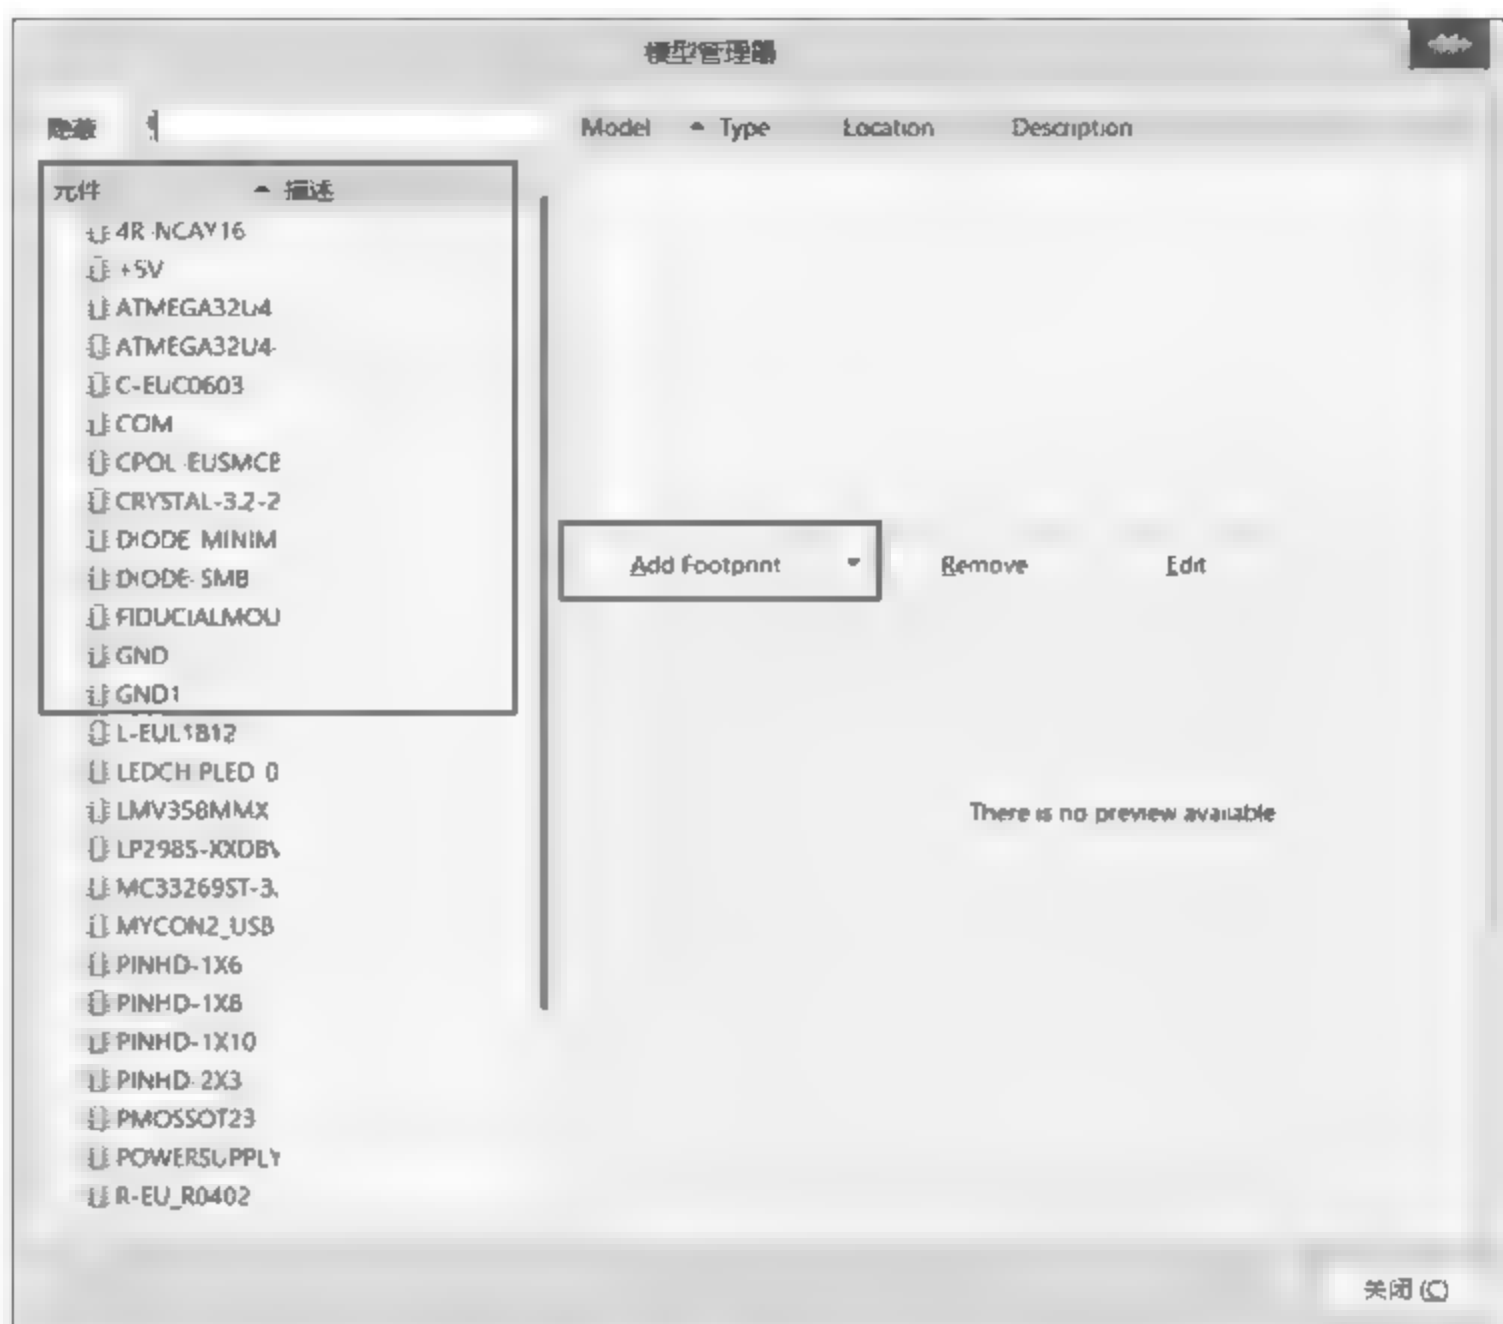 模型管理器
隐蔽 *
Model Type Location Description
元件 描述
4R-NCAY16
+5V
ATMEGA32U4
ATMEGA32U4-
C-EUC0603
COM
CPOL-EUSMCB
CRYSTAL-3.2-2
DIODE-MINIM
DIODE-SMB
FIDUCIALMOU
GND
GND1
L-EUL1812
LEDCHIPLED_0
LMV358MMX
LP2985-XXDBV
MC33269ST-3.
MYCON2_USB
PINHD-1X6
PINHD-1X8
PINHD-1X10
PINHD-2X3
PMOSSOT23
POWERSUPPLY
R-EU_R0402
Add Footprint Remove Edit
There is no preview available
关闭 (C)